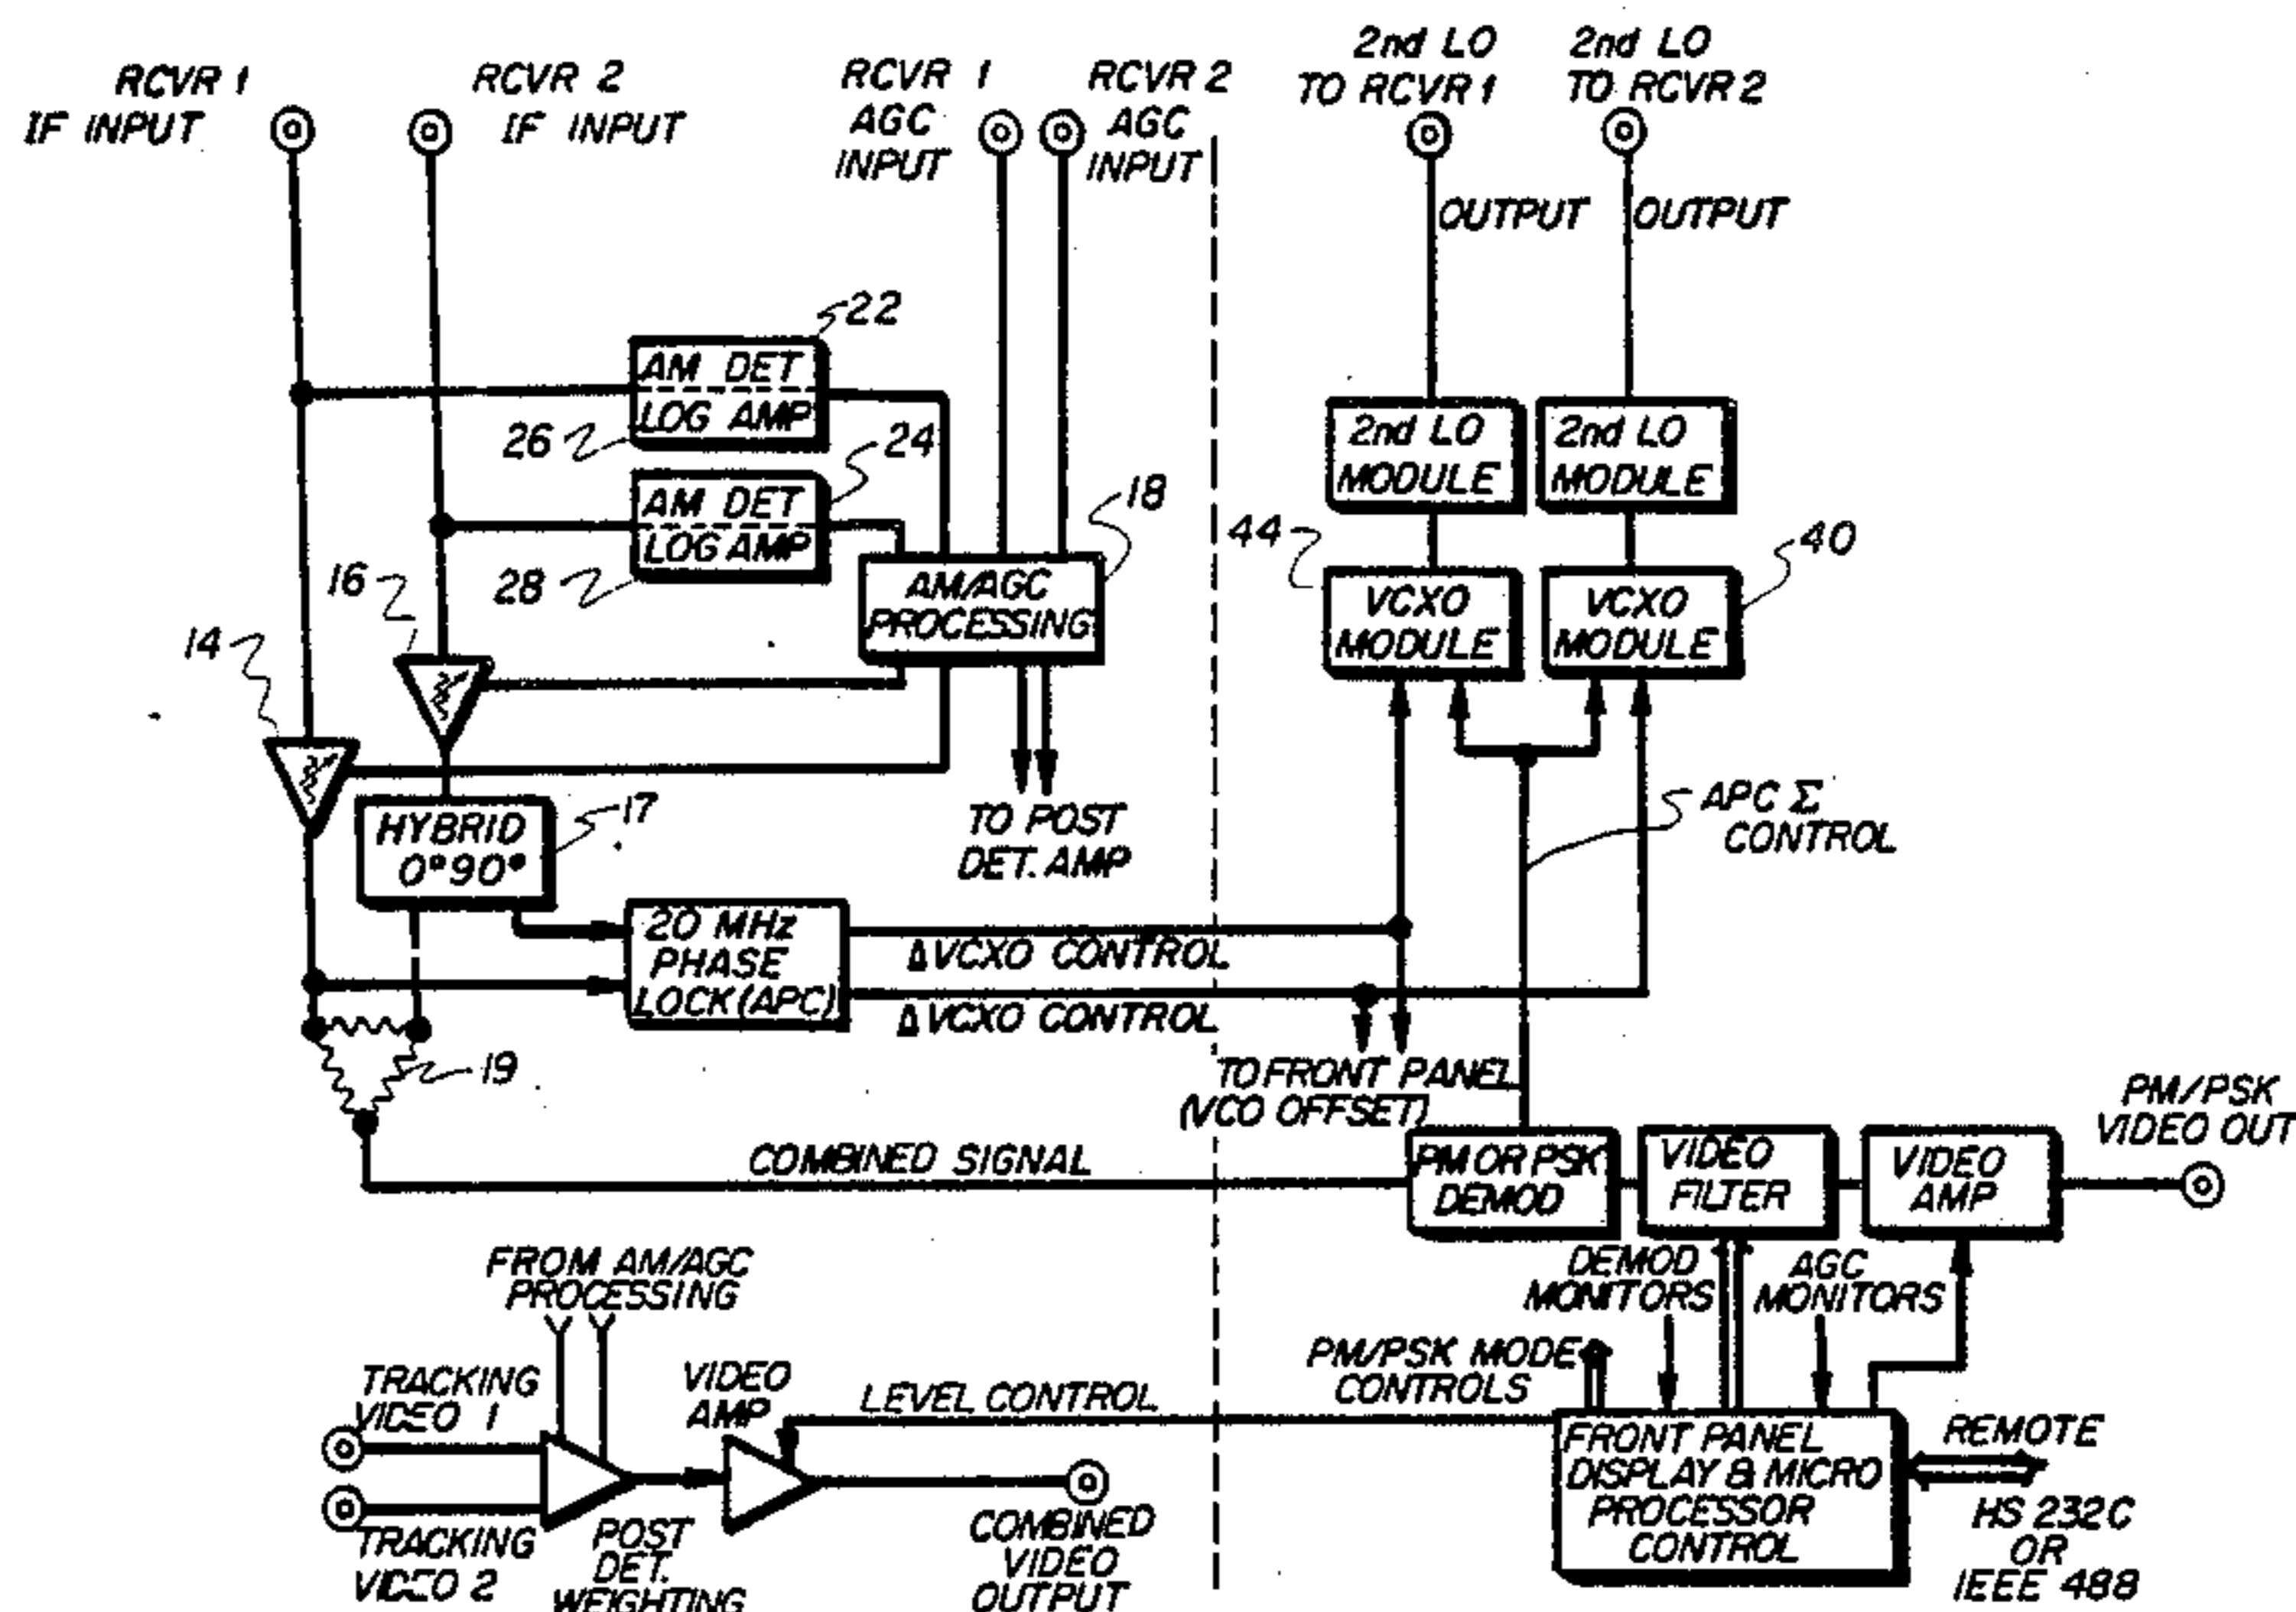 RCVR 1
IF INPUT
RCVR 2
IF INPUT
RCVR 1
AGC
INPUT
RCVR 2
AGC
INPUT
2nd LO
TO RCVR 1
2nd LO
TO RCVR 2
OUTPUT
OUTPUT
22
AM DET
LOG AMP
26
24
AM DET
LOG AMP
28
18
AM/AGC
PROCESSING
2nd LO
MODULE
2nd LO
MODULE
44
VCXO
MODULE
40
VCXO
MODULE
16
14
HYBRID
0°90°
17
TO POST
DET. AMP
APC Σ
CONTROL
20 MHz
PHASE
LOCK (APC)
Δ VCXO CONTROL
Δ VCXO CONTROL
19
TO FRONT PANEL
(VCO OFFSET)
COMBINED SIGNAL
PM OR PSK
DEMOD
VIDEO
FILTER
VIDEO
AMP
PM/PSK
VIDEO OUT
FROM AM/AGC
PROCESSING
DEMOD
MONITORS
AGC
MONITORS
PM/PSK MODE
CONTROLS
TRACKING
VIDEO 1
VIDEO
AMP
LEVEL CONTROL
FRONT PANEL
DISPLAY & MICRO
PROCESSOR
CONTROL
REMOTE
HS 232C
OR
IEEE 488
TRACKING
VIDEO 2
POST
DET.
WEIGHTING
COMBINED
VIDEO
OUTPUT